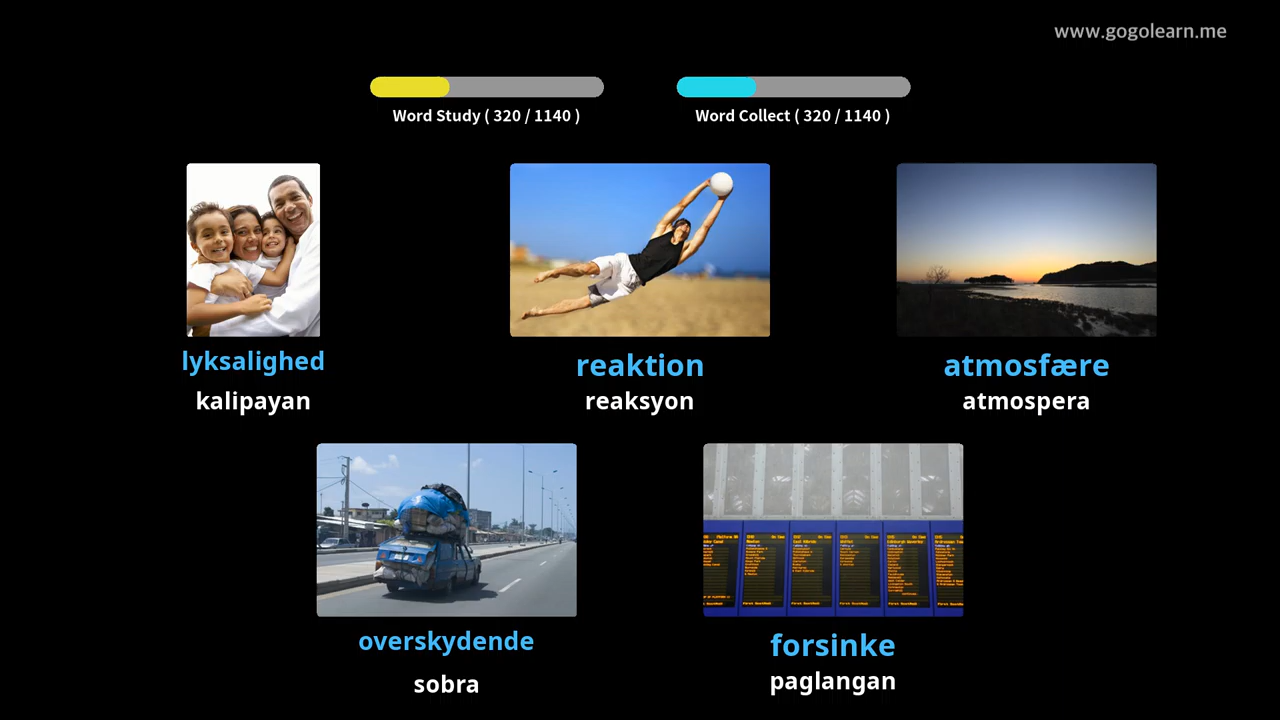 www.gogolearn.me
Word Study ( 320 / 1140 )
Word Collect ( 320 / 1140 )
lyksalighed
kalipayan
reaktion
reaksyon
atmosfære
atmospera
overskydende
sobra
forsinke
paglangan